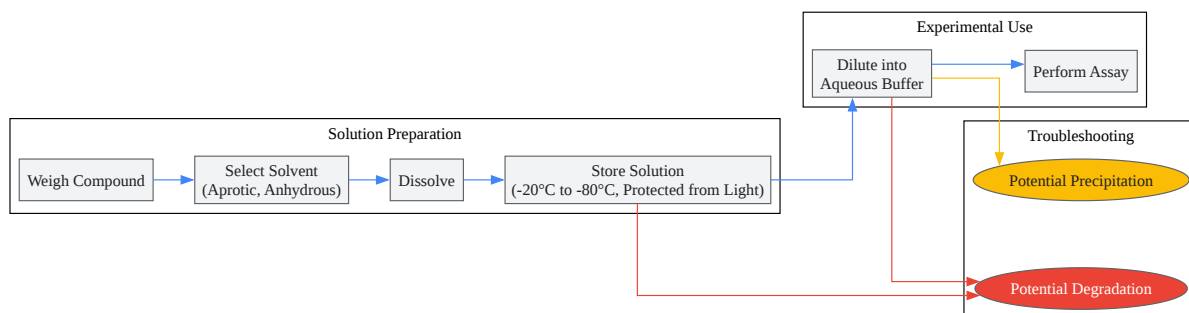 Experimental Use
Dilute into
Aqueous Buffer
Perform Assay
Solution Preparation
Weigh Compound
Select Solvent
(Aprotic, Anhydrous)
Dissolve
Store Solution
(-20°C to -80°C, Protected from Light)
Troubleshooting
Potential Precipitation
Potential Degradation